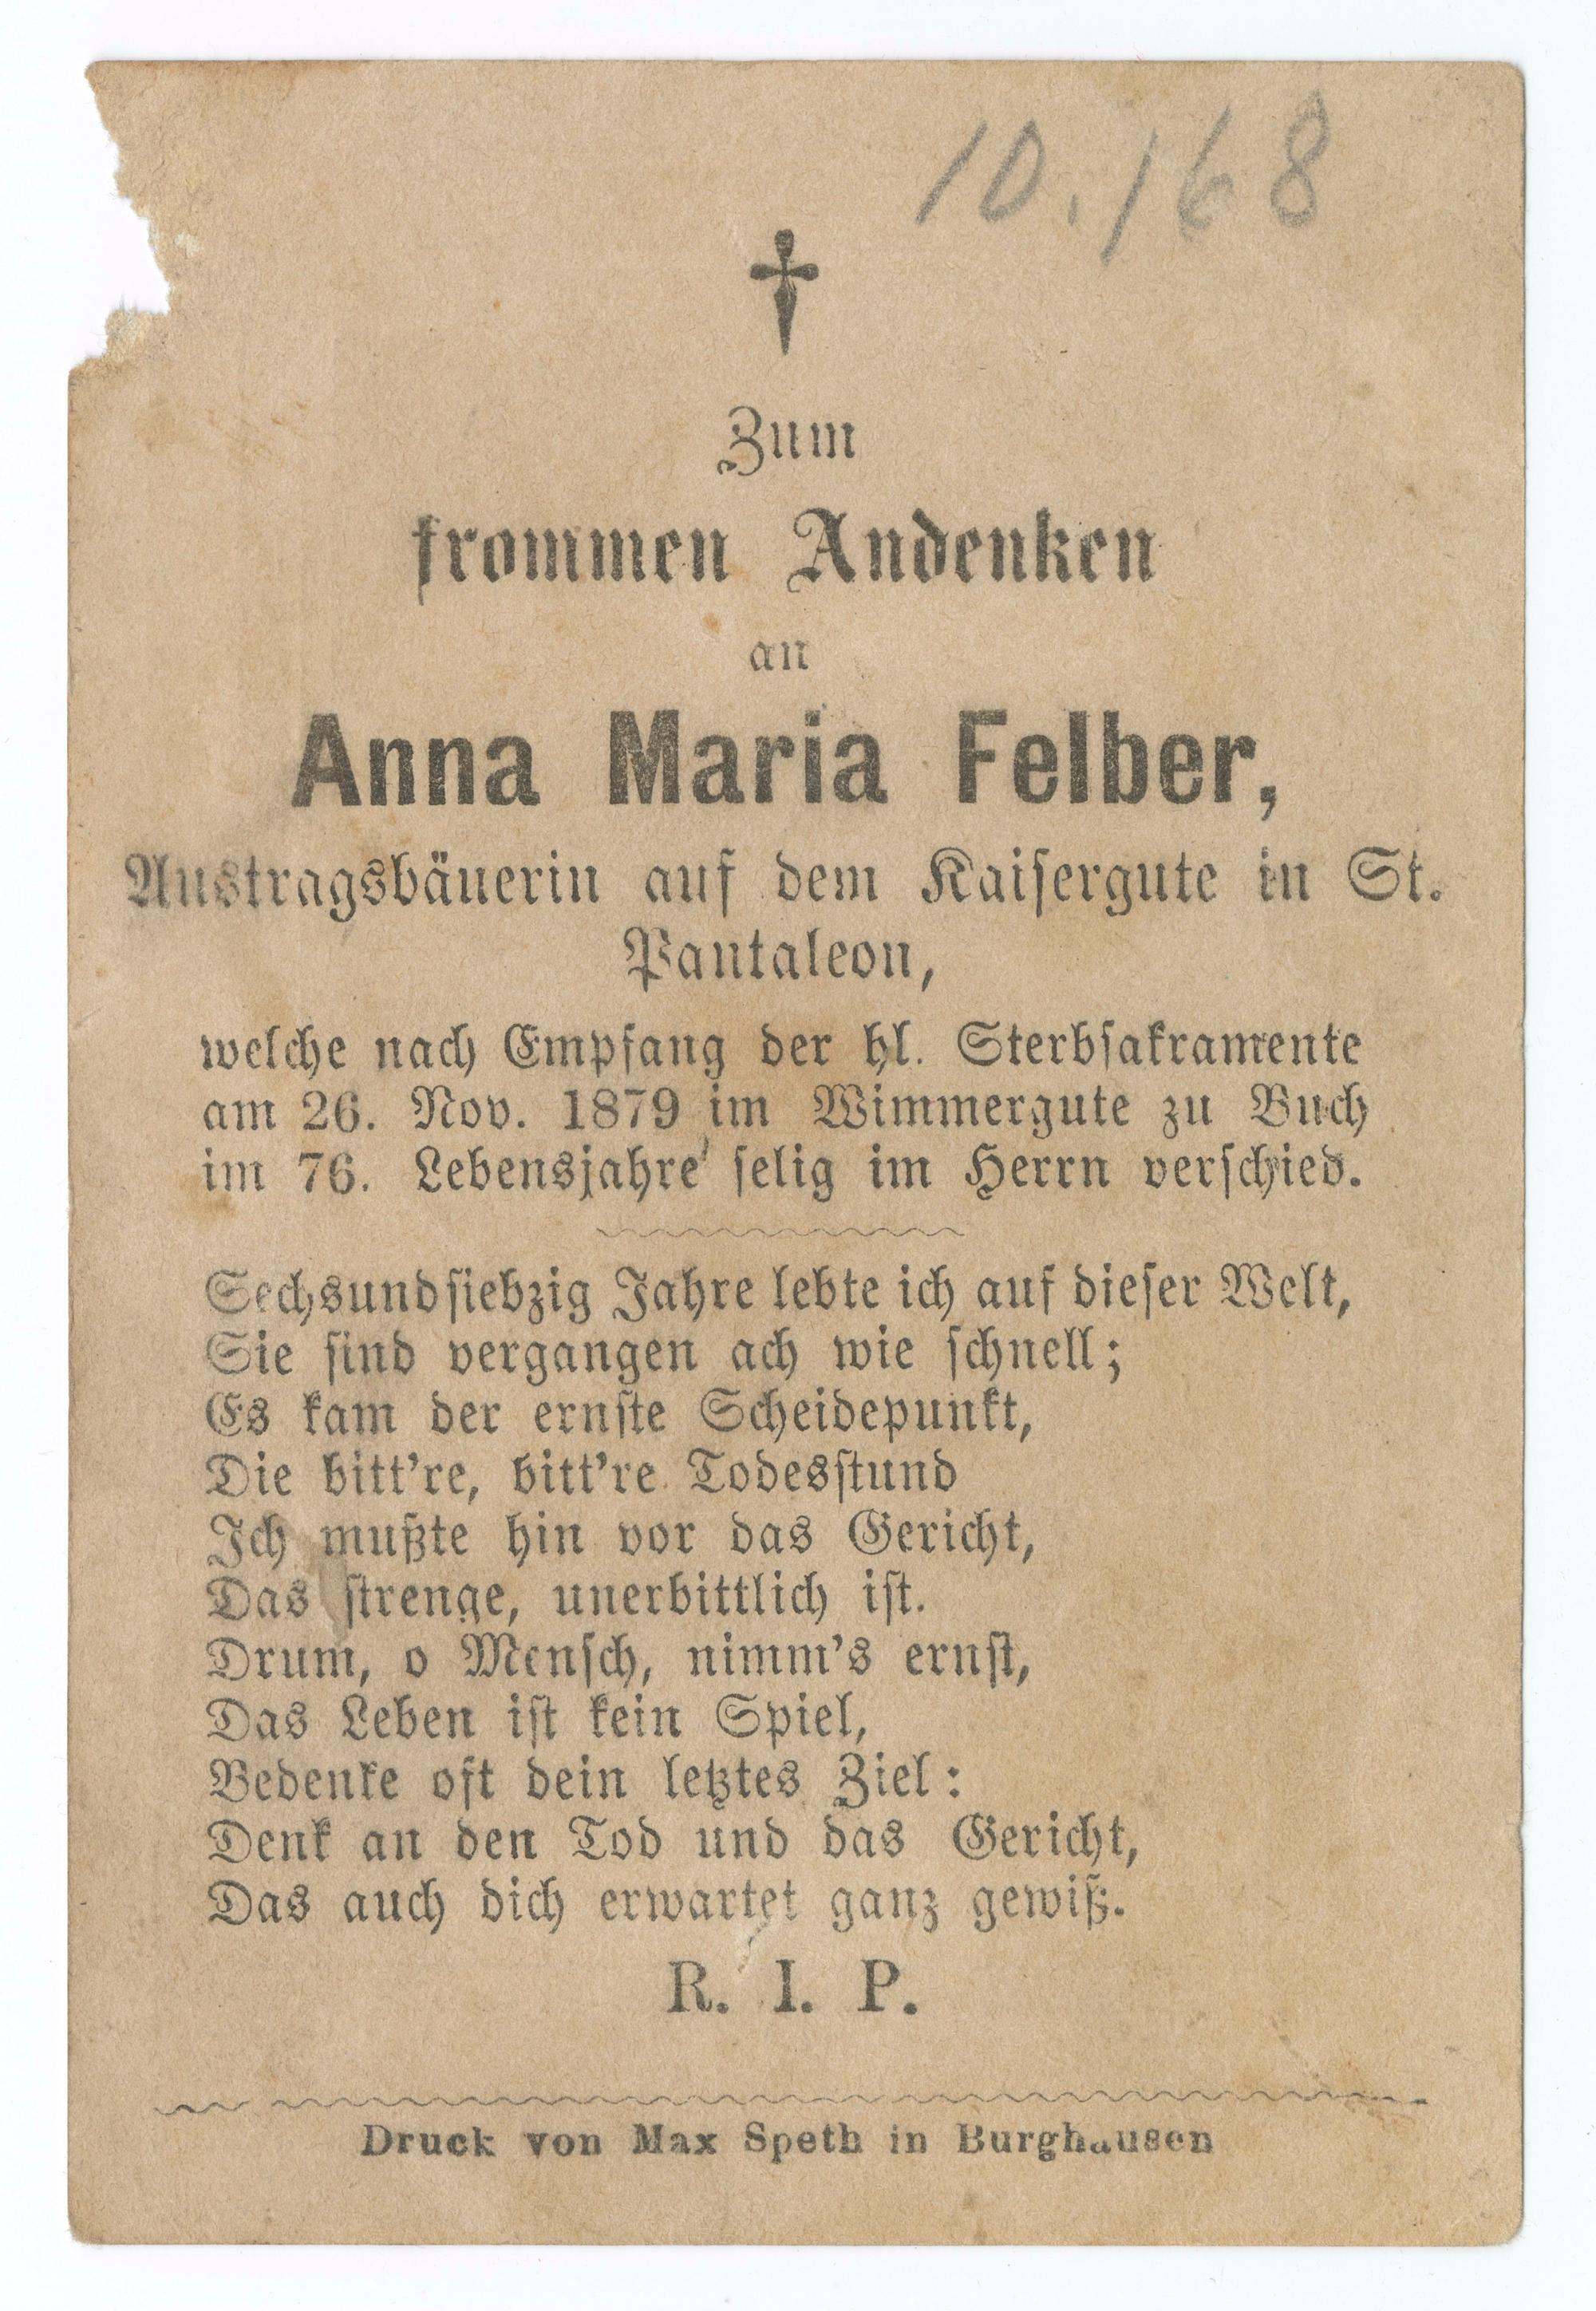 10.168
†
Zum
frommen Andenken
an
Anna Maria Felber,
Austragsbäuerin auf dem Kaisergute in St.
Pantaleon,
welche nach Empfang der hl. Sterbsakramente
am 26. Nov. 1879 im Wimmergute zu Buch
im 76. Lebensjahre selig im Herrn verschied.
Sechsundsiebzig Jahre lebte ich auf dieser Welt,
Sie sind vergangen ach wie schnell;
Es kam der ernste Scheidepunkt,
Die bitt're, bitt're Todesstund
Ich mußte hin vor das Gericht,
Das strenge, unerbittlich ist.
Drum, o Mensch, nimm's ernst,
Das Leben ist kein Spiel,
Bedenke oft dein letztes Ziel:
Denk an den Tod und das Gericht,
Das auch dich erwartet ganz gewiß.
R. I. P.
Druck von Max Speth in Burghausen